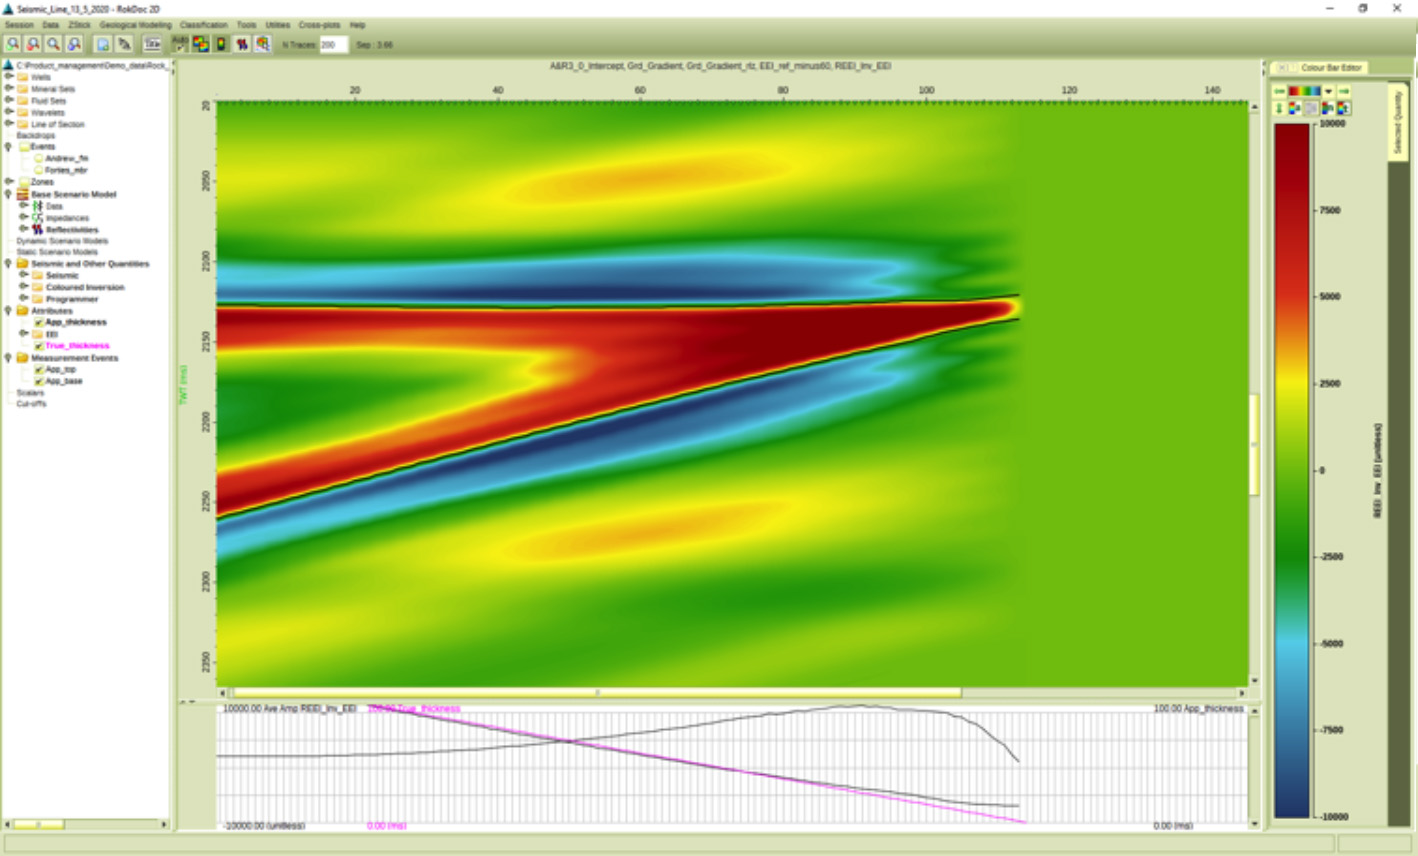 Seismic_Line_13_5_2020 - RokDoc 2D
Session Data ZStick Geological Modelling Classification Tools Utilities Cross-plots Help
Title Auto N Traces: 200 Sep : 3.66
C:\Product_management\Demo_data\Rock_
Wells
Mineral Sets
Fluid Sets
Wavelets
Line of Section
Backdrops
Events
Andrew_fm
Forties_mbr
Zones
Base Scenario Model
Data
Impedances
Reflectivities
Dynamic Scenario Models
Static Scenario Models
Seismic and Other Quantities
Seismic
Coloured Inversion
Programmer
Attributes
App_thickness
EEI
True_thickness
Measurement Events
App_top
App_base
Scalars
Cut-offs
A&R3_0_Intercept, Grd_Gradient, Grd_Gradient_rlz, EEI_ref_minus60, REEI_Inv_EEI
20 40 60 80 100 120 140
20
2050
2100
2150
2200
2250
2300
2350
TWT (ms)
10000.00 Ave Amp REEI_Inv_EEI 100.00 True_thickness 100.00 App_thickness
-10000.00 (unitless) 0.00 (ms) 0.00 (ms)
Colour Bar Editor
Selected Quantity
10000
7500
5000
2500
0
-2500
-5000
-7500
-10000
REEI_Inv_EEI (unitless)